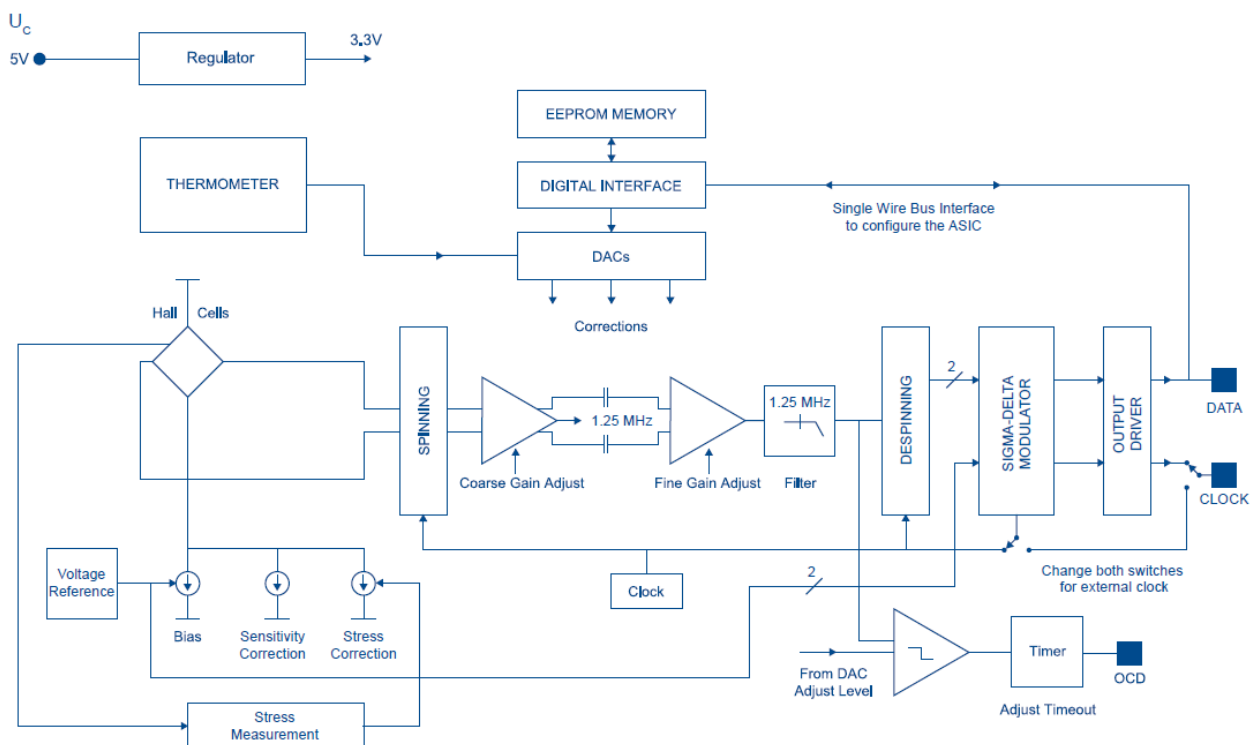 U_C
5V
Regulator
3.3V
EEPROM MEMORY
THERMOMETER
DIGITAL INTERFACE
Single Wire Bus Interface
to configure the ASIC
DACs
Corrections
Hall Cells
SPINNING
1.25 MHz
Coarse Gain Adjust
Fine Gain Adjust
1.25 MHz
Filter
DESPINNING
2
SIGMA-DELTA
MODULATOR
OUTPUT
DRIVER
DATA
CLOCK
Voltage
Reference
Bias
Sensitivity
Correction
Stress
Correction
Clock
2
Change both switches
for external clock
From DAC
Adjust Level
Timer
OCD
Adjust Timeout
Stress
Measurement